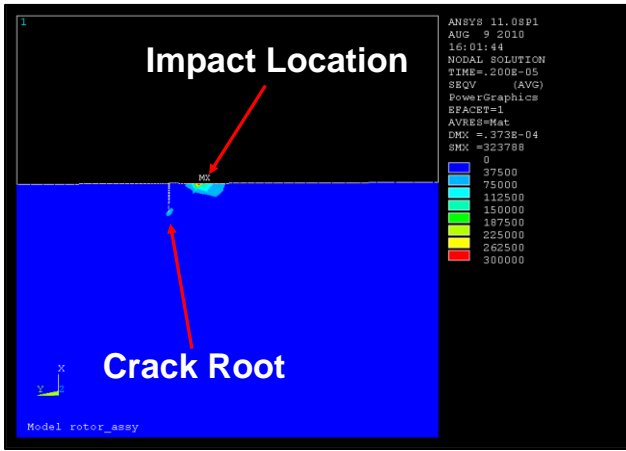 1
Impact Location
MX
Crack Root
X
Y
Z
Model rotor_assy
ANSYS 11.0SP1
AUG 9 2010
16:01:44
NODAL SOLUTION
TIME=.200E-05
SEQV (AVG)
PowerGraphics
EFACET=1
AVRES=Mat
DMX =.373E-04
SMX =323788
0
37500
75000
112500
150000
187500
225000
262500
300000